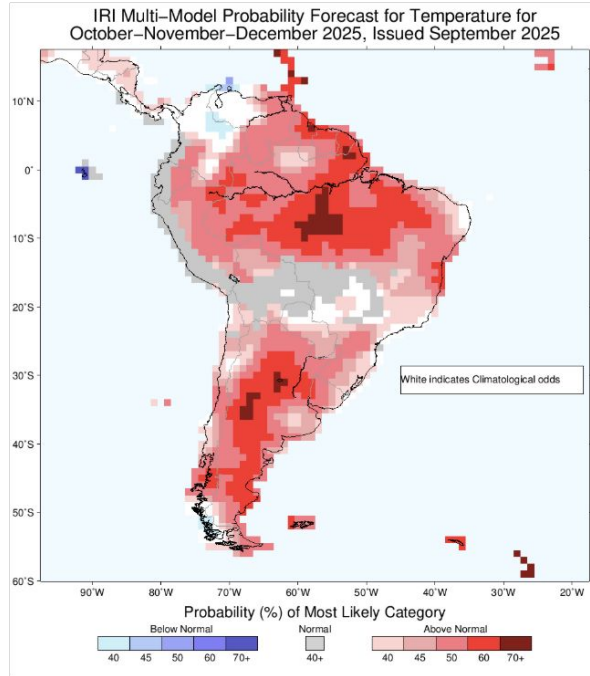 IRI Multi-Model Probability Forecast for Temperature for
October-November-December 2025, Issued September 2025
10˚N
0˚
10˚S
20˚S
30˚S
White indicates Climatological odds
40˚S
50˚S
60˚S
90˚W 80˚W 70˚W 60˚W 50˚W 40˚W 30˚W 20˚W
Probability (%) of Most Likely Category
Below Normal Normal Above Normal
40 45 50 60 70+ 40+ 40 45 50 60 70+